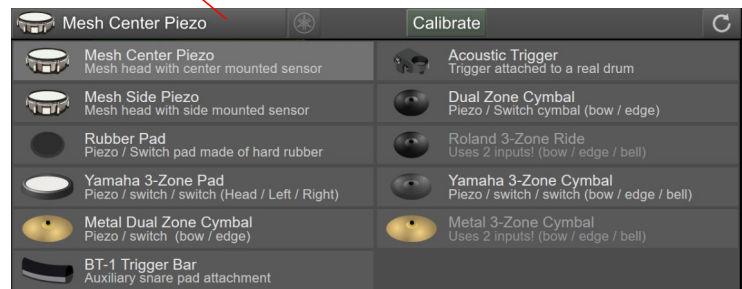 Mesh Center Piezo
Calibrate
Mesh Center Piezo
Mesh head with center mounted sensor
Acoustic Trigger
Trigger attached to a real drum
Mesh Side Piezo
Mesh head with side mounted sensor
Dual Zone Cymbal
Piezo / Switch cymbal (bow / edge)
Rubber Pad
Piezo / Switch pad made of hard rubber
Roland 3-Zone Ride
Uses 2 inputs! (bow / edge / bell)
Yamaha 3-Zone Pad
Piezo / switch / switch (Head / Left / Right)
Yamaha 3-Zone Cymbal
Piezo / switch / switch (bow / edge / bell)
Metal Dual Zone Cymbal
Piezo / switch (bow / edge)
Metal 3-Zone Cymbal
Uses 2 inputs! (bow / edge / bell)
BT-1 Trigger Bar
Auxiliary snare pad attachment